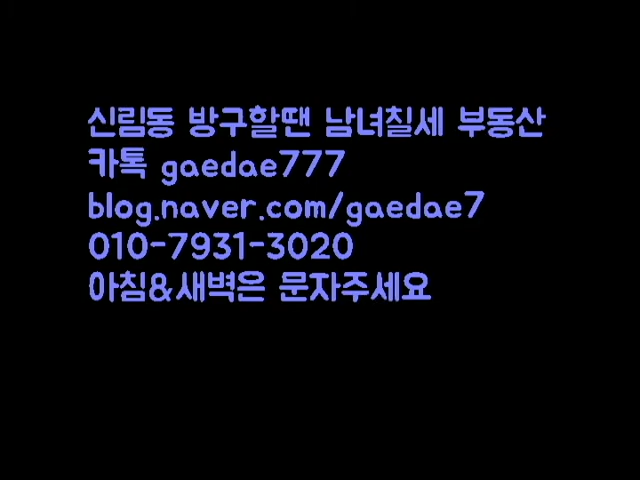 신림동 방구할땐 남녀칠세 부동산
카톡 gaedae777
blog.naver.com/gaedae7
010-7931-3020
아침&새벽은 문자주세요